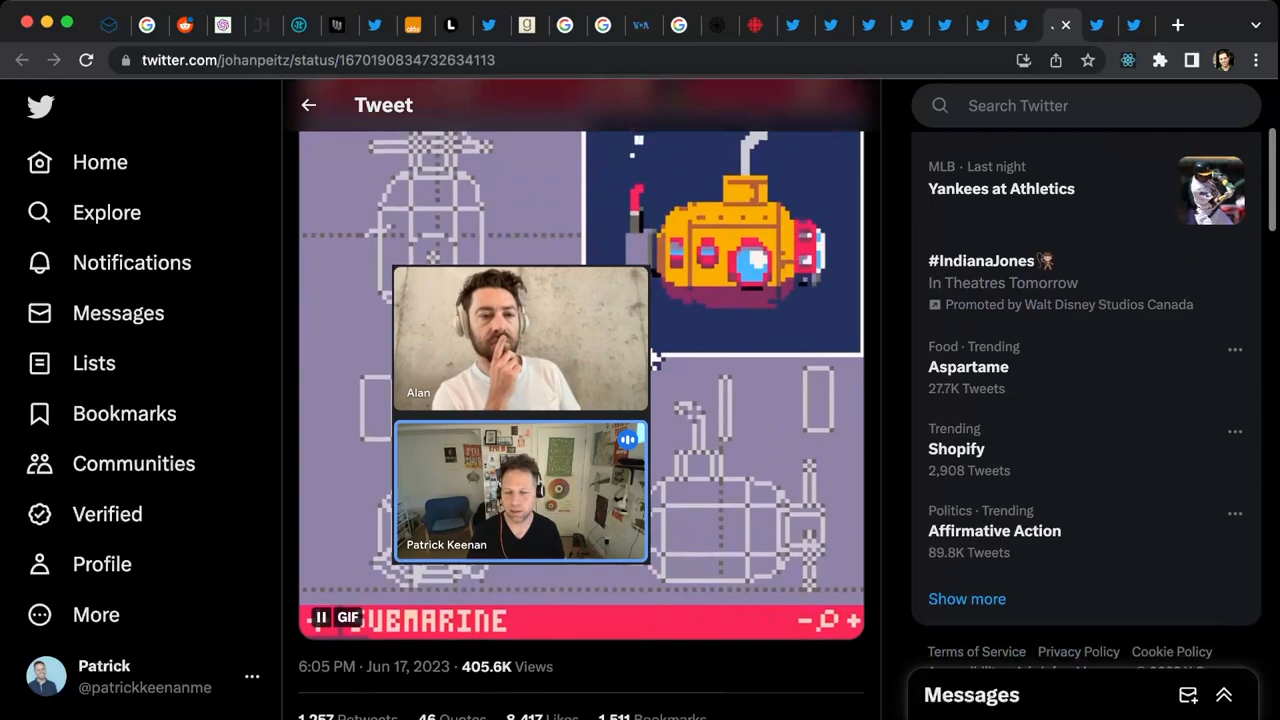 twitter.com/johanpeitz/status/1670190834732634113
Home
Explore
Notifications
Messages
Lists
Bookmarks
Communities
Verified
Profile
More
Patrick
@patrickkeenanme
Tweet
Alan
Patrick Keenan
GIF
SUBMARINE
6:05 PM · Jun 17, 2023 · 405.6K Views
1,257 Retweets 46 Quotes 8,417 Likes 1,511 Bookmarks
Search Twitter
MLB · Last night
Yankees at Athletics
#IndianaJones
In Theatres Tomorrow
Promoted by Walt Disney Studios Canada
Food · Trending
Aspartame
27.7K Tweets
Trending
Shopify
2,908 Tweets
Politics · Trending
Affirmative Action
89.8K Tweets
Show more
Terms of Service Privacy Policy Cookie Policy
Messages